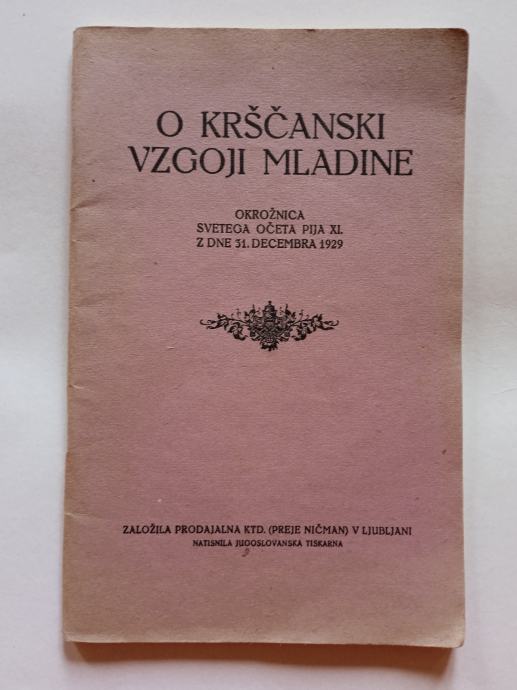 O KRŠČANSKI
VZGOJI MLADINE
OKROŽNICA
SVETEGA OČETA PIJA XI.
Z DNE 31. DECEMBRA 1929
ZALOŽILA PRODAJALNA KTD. (PREJE NIČMAN) V LJUBLJANI
NATISNILA JUGOSLOVANSKA TISKARNA